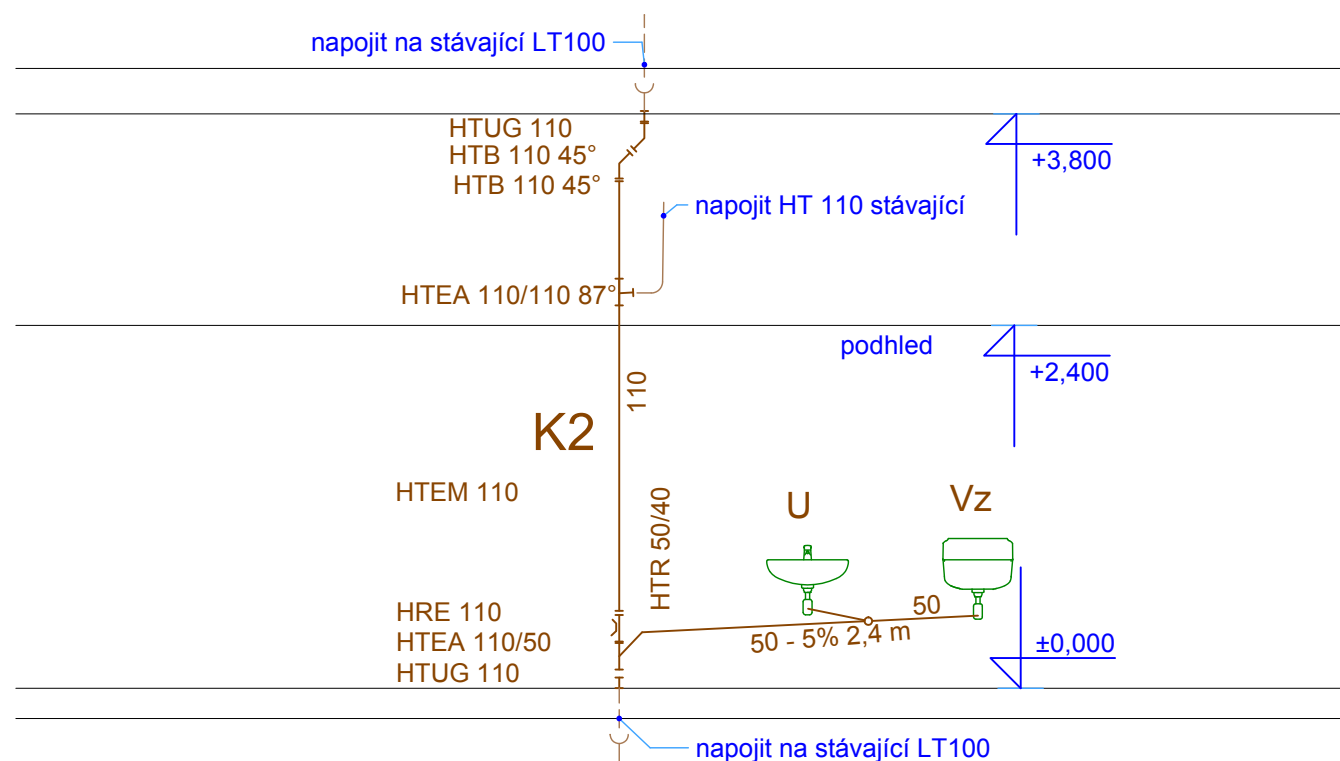 napojit na stávající LT100
HTUG 110
HTB 110 45°
HTB 110 45°
+3,800
napojit HT 110 stávající
HTEA 110/110 87°
podhled
+2,400
110
K2
HTEM 110
HTR 50/40
U
Vz
HRE 110
50
HTEA 110/50
50 - 5% 2,4 m
±0,000
HTUG 110
napojit na stávající LT100